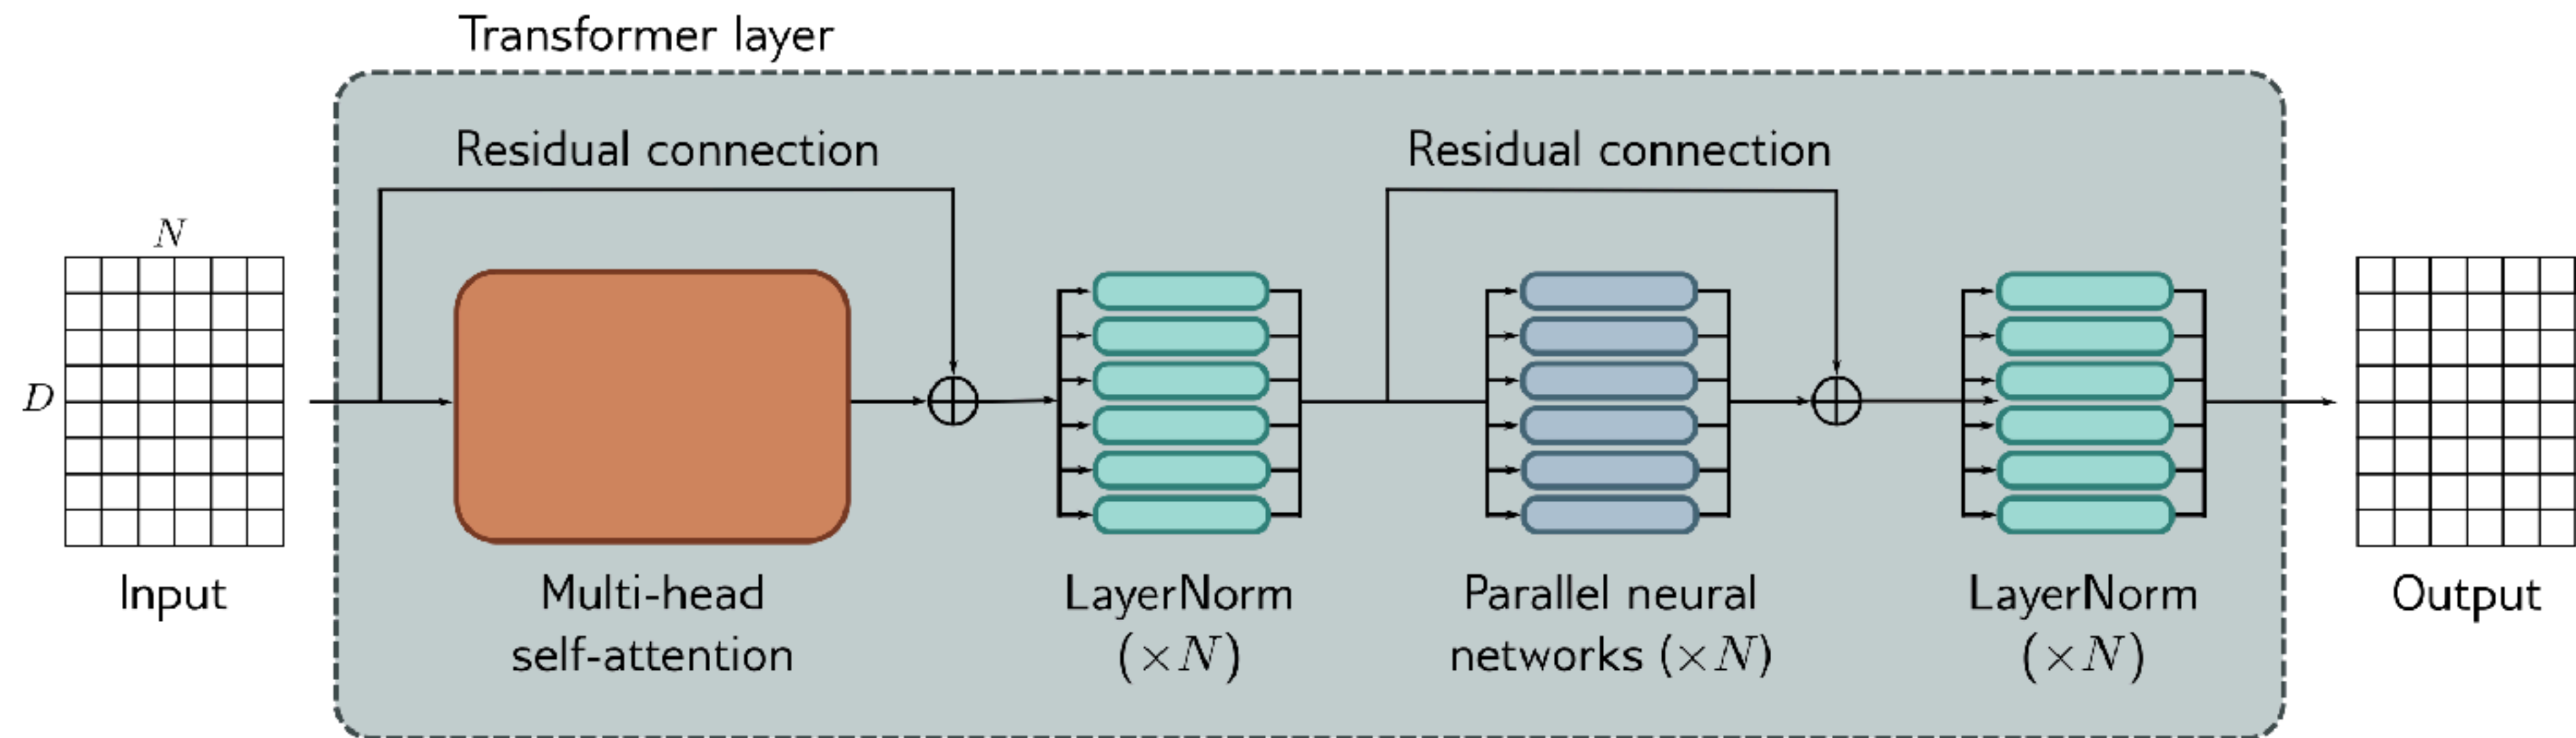 Transformer layer
Residual connection
Residual connection
N
D
Input
Multi-head
self-attention
LayerNorm
(×N)
Parallel neural
networks (×N)
LayerNorm
(×N)
Output